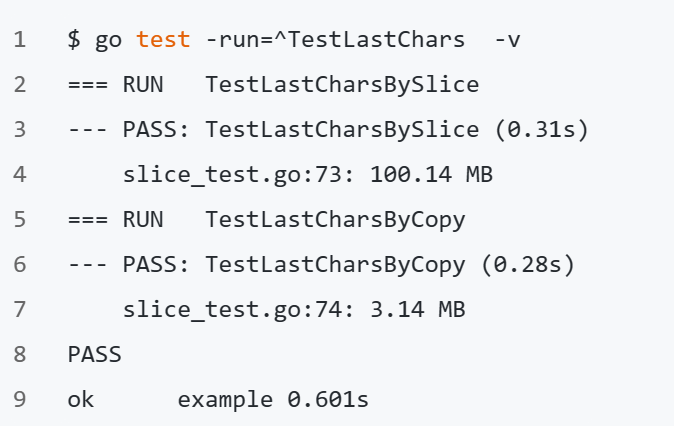 1 $ go test -run=^TestLastChars  -v
2 === RUN   TestLastCharsBySlice
3 --- PASS: TestLastCharsBySlice (0.31s)
4     slice_test.go:73: 100.14 MB
5 === RUN   TestLastCharsByCopy
6 --- PASS: TestLastCharsByCopy (0.28s)
7     slice_test.go:74: 3.14 MB
8 PASS
9 ok      example 0.601s